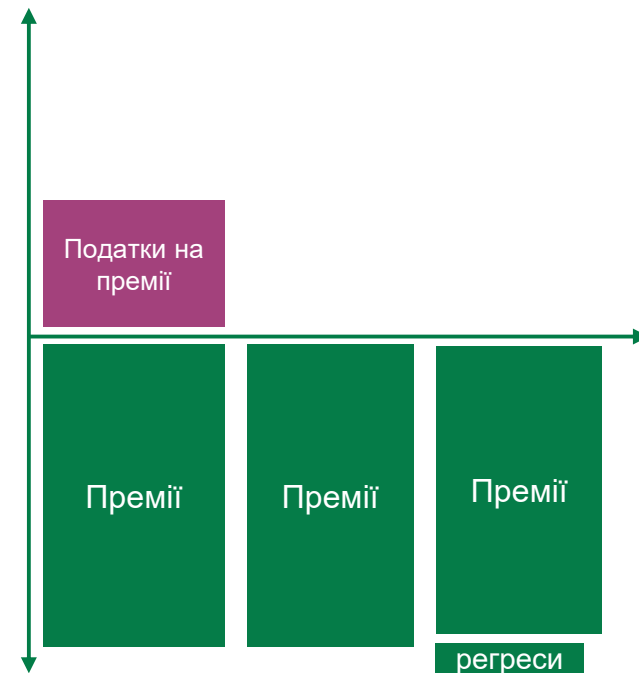 Податки на
премії
Премії
Премії
Премії
регреси